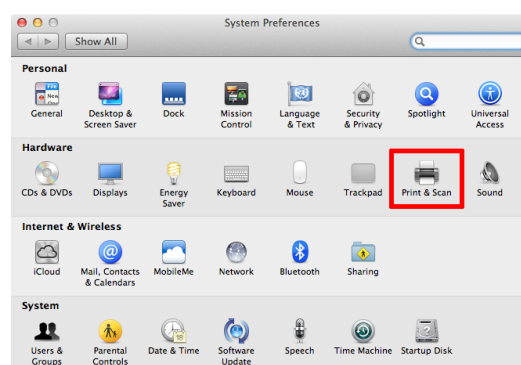 System Preferences
Show All
Personal
General
Desktop &
Screen Saver
Dock
Mission
Control
Language
& Text
Security
& Privacy
Spotlight
Universal
Access
Hardware
CDs & DVDs
Displays
Energy
Saver
Keyboard
Mouse
Trackpad
Print & Scan
Sound
Internet & Wireless
iCloud
Mail, Contacts
& Calendars
MobileMe
Network
Bluetooth
Sharing
System
Users &
Groups
Parental
Controls
Date & Time
Software
Update
Speech
Time Machine
Startup Disk